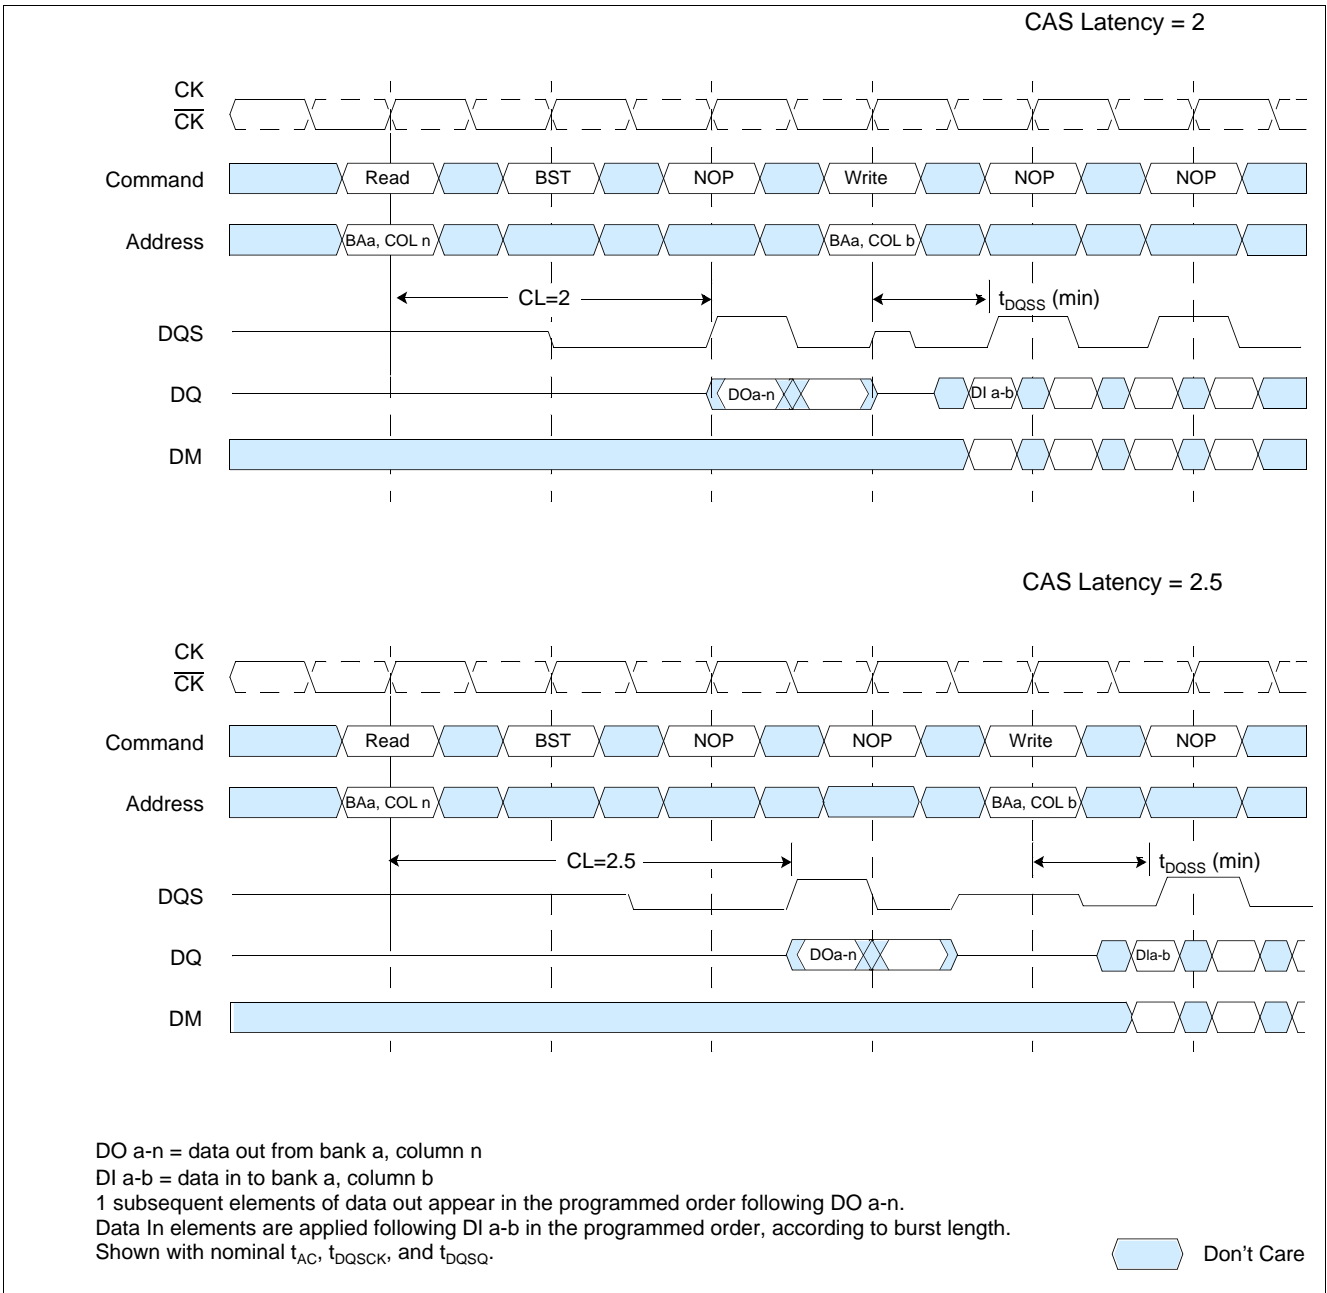 CAS Latency = 2
CK
CK
Command Read BST NOP Write NOP NOP
Address BAa, COL n BAa, COL b
CL=2 tDQSS (min)
DQS
DQ DOa-n DI a-b
DM
CAS Latency = 2.5
CK
CK
Command Read BST NOP NOP Write NOP
Address BAa, COL n BAa, COL b
CL=2.5 tDQSS (min)
DQS
DQ DOa-n DIa-b
DM
DO a-n = data out from bank a, column n
DI a-b = data in to bank a, column b
1 subsequent elements of data out appear in the programmed order following DO a-n.
Data In elements are applied following DI a-b in the programmed order, according to burst length.
Shown with nominal tAC, tDQSCK, and tDQSQ.
Don't Care